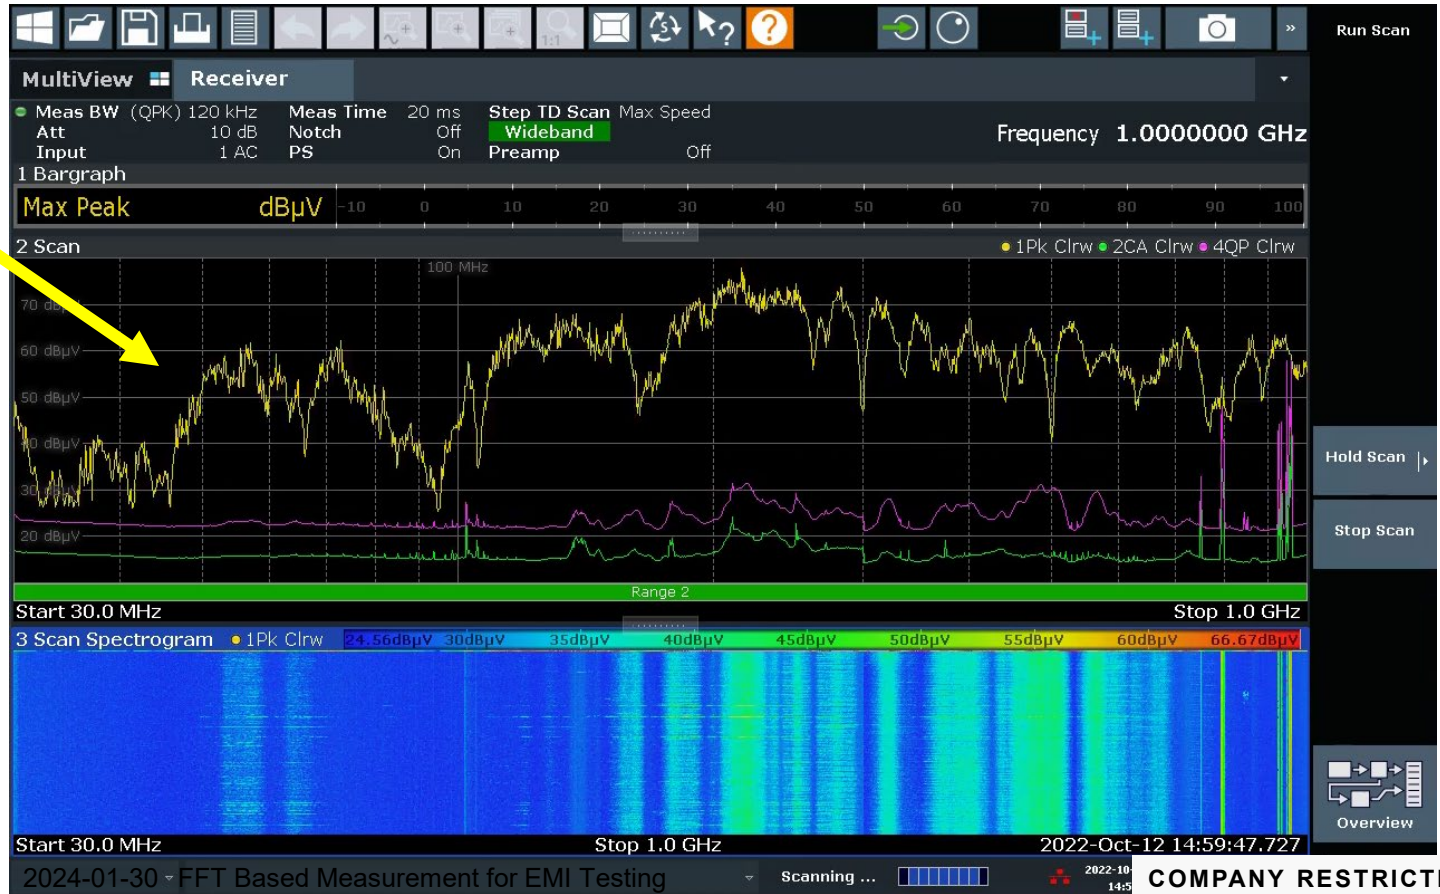 1:1
»
Run Scan
MultiView
Receiver
Meas BW (QPK) 120 kHz Meas Time 20 ms Step TD Scan Max Speed
Att 10 dB Notch Off Wideband
Input 1 AC PS On Preamp Off
Frequency 1.0000000 GHz
1 Bargraph
Max Peak dBµV -10 0 10 20 30 40 50 60 70 80 90 100
2 Scan 1Pk Clrw 2CA Clrw 4QP Clrw
100 MHz
60 dBµV
50 dBµV
20 dBµV
Hold Scan
Stop Scan
Range 2
Start 30.0 MHz Stop 1.0 GHz
3 Scan Spectrogram 1Pk Clrw 24.56dBµV 30dBµV 35dBµV 40dBµV 45dBµV 50dBµV 55dBµV 60dBµV 66.67dBµV
Start 30.0 MHz Stop 1.0 GHz 2022-Oct-12 14:59:47.727
Overview
2024-01-30 FFT Based Measurement for EMI Testing Scanning ... 2022-10-
14:5
COMPANY RESTRICT